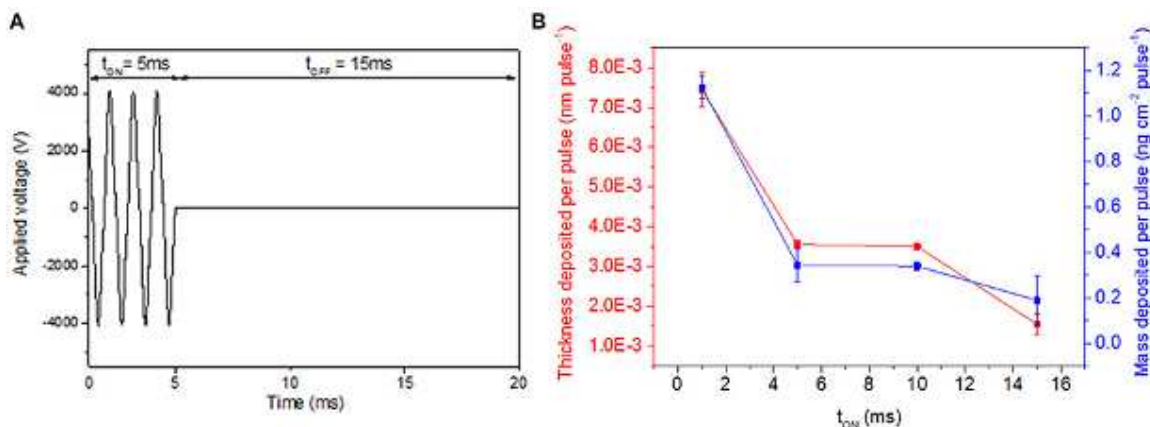 A
t_ON = 5ms
t_OFF = 15ms
Applied voltage (V)
4000
2000
0
-2000
-4000
0
5
10
15
20
Time (ms)
B
Thickness deposited per pulse (nm pulse⁻¹)
8.0E-3
7.0E-3
6.0E-3
5.0E-3
4.0E-3
3.0E-3
2.0E-3
1.0E-3
Mass deposited per pulse (ng cm⁻² pulse⁻¹)
1.2
1.0
0.8
0.6
0.4
0.2
0.0
0 2 4 6 8 10 12 14 16
t_ON (ms)